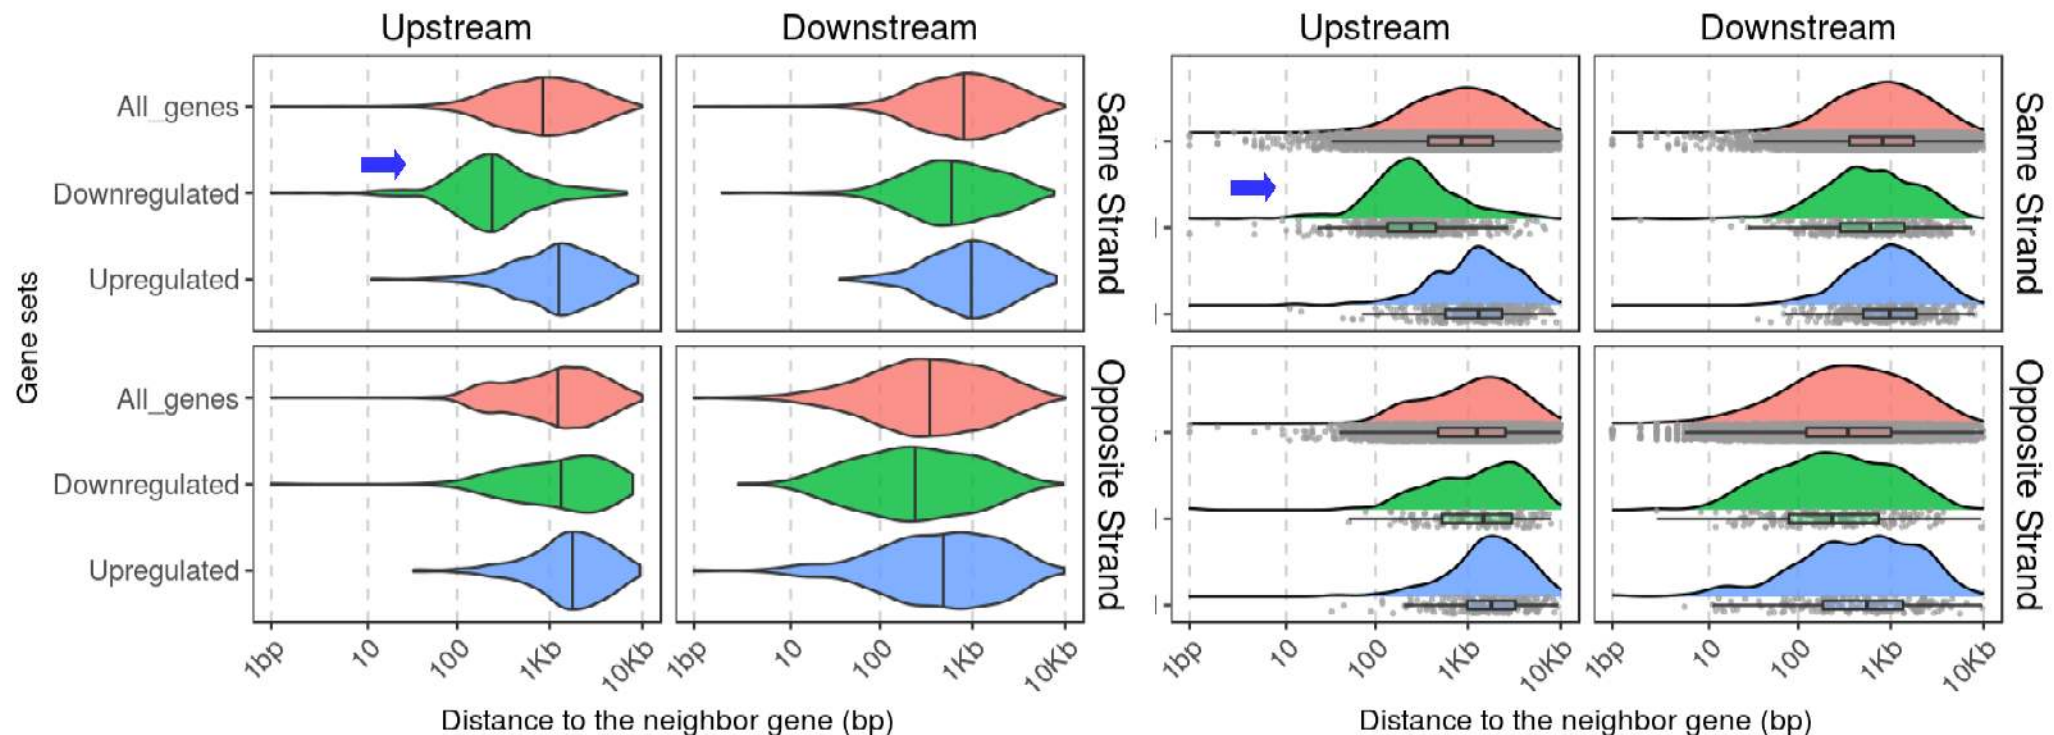 Upstream
Downstream
Upstream
Downstream
Gene sets
All_genes
Downregulated
Upregulated
Same Strand
Same Strand
All_genes
Downregulated
Upregulated
Opposite Strand
Opposite Strand
1bp 10 100 1Kb 10Kb
1bp 10 100 1Kb 10Kb
1bp 10 100 1Kb 10Kb
1bp 10 100 1Kb 10Kb
Distance to the neighbor gene (bp)
Distance to the neighbor gene (bp)